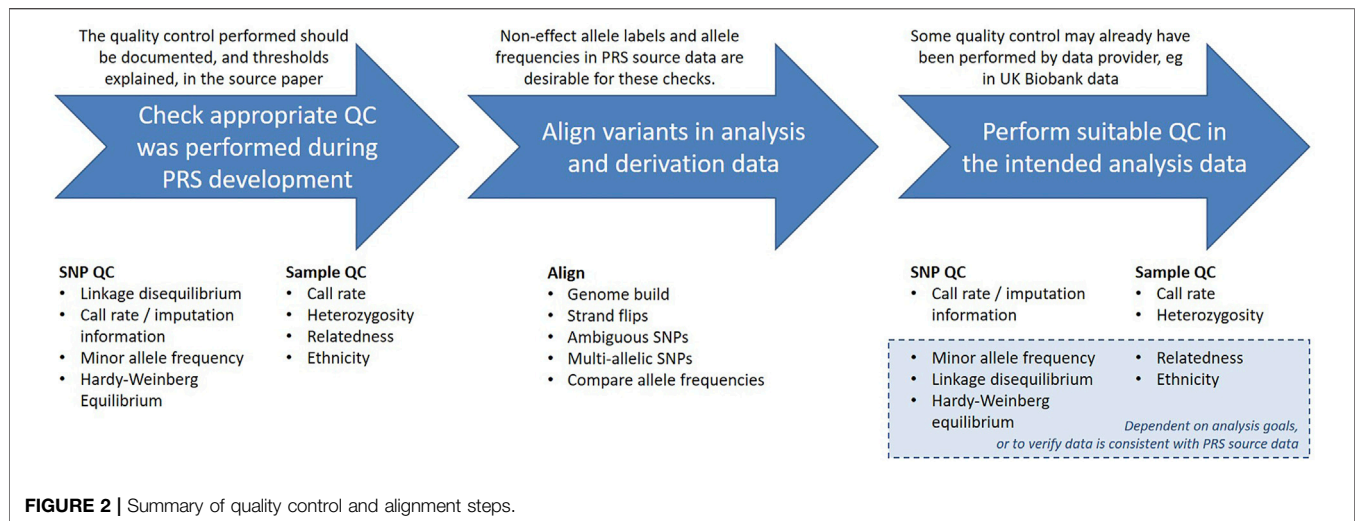 The quality control performed should
be documented, and thresholds
explained, in the source paper
Check appropriate QC
was performed during
PRS development
SNP QC
• Linkage disequilibrium
• Call rate / imputation
information
• Minor allele frequency
• Hardy-Weinberg
Equilibrium
Sample QC
• Call rate
• Heterozygosity
• Relatedness
• Ethnicity
Non-effect allele labels and allele
frequencies in PRS source data are
desirable for these checks.
Align variants in analysis
and derivation data
Align
• Genome build
• Strand flips
• Ambiguous SNPs
• Multi-allelic SNPs
• Compare allele frequencies
Some quality control may already have
been performed by data provider, eg
in UK Biobank data
Perform suitable QC in
the intended analysis data
SNP QC
• Call rate / imputation
information
• Minor allele frequency
• Linkage disequilibrium
• Hardy-Weinberg
equilibrium
Sample QC
• Call rate
• Heterozygosity
• Relatedness
• Ethnicity
Dependent on analysis goals,
or to verify data is consistent with PRS source data
FIGURE 2 | Summary of quality control and alignment steps.